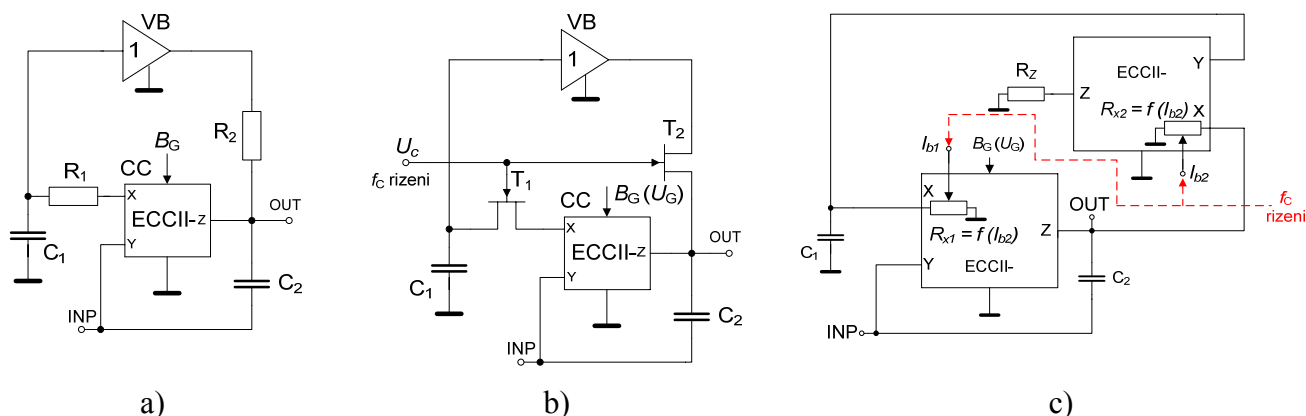 VB
1
R2
BG
R1
CC
X
ECCII-
Z
OUT
Y
C1
C2
INP
a)
VB
1
T2
Uc
fC rizeni
T1
CC
BG (UG)
X
ECCII-
Z
OUT
Y
C1
C2
INP
b)
Y
ECCII-
RZ
Z
Rx2 = f (Ib2)
X
Ib1
BG (UG)
Ib2
X
OUT
fC
rizeni
C1
Rx1 = f (Ib2)
Z
Y
ECCII-
C2
INP
c)